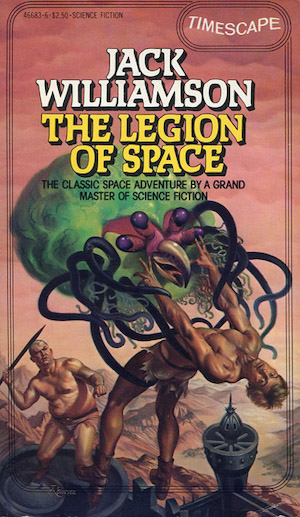 46683-6 • $2.50 • SCIENCE FICTION
TIMESCAPE
JACK
WILLIAMSON
THE LEGION
OF SPACE
THE CLASSIC SPACE ADVENTURE BY A GRAND
MASTER OF SCIENCE FICTION